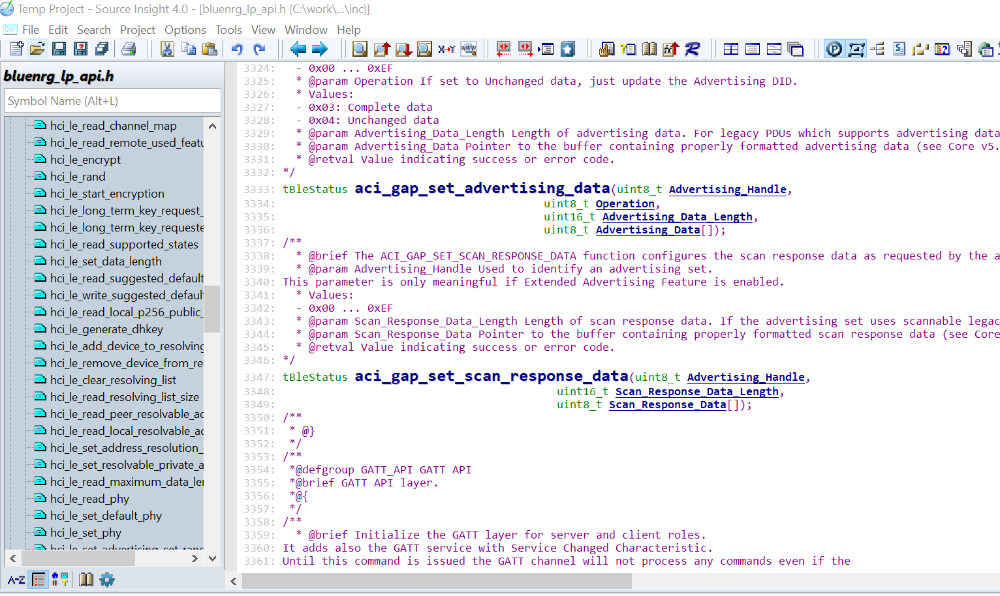 Temp Project - Source Insight 4.0 - [bluenrg_lp_api.h (C:\work\...\inc)]
File Edit Search Project Options Tools View Window Help
bluenrg_lp_api.h
Symbol Name (Alt+L)
hci_le_read_channel_map
hci_le_read_remote_used_featu
hci_le_encrypt
hci_le_rand
hci_le_start_encryption
hci_le_long_term_key_request_
hci_le_long_term_key_requeste
hci_le_read_supported_states
hci_le_set_data_length
hci_le_read_suggested_default
hci_le_write_suggested_defaul
hci_le_read_local_p256_public_
hci_le_generate_dhkey
hci_le_add_device_to_resolving
hci_le_remove_device_from_re
hci_le_clear_resolving_list
hci_le_read_resolving_list_size
hci_le_read_peer_resolvable_ac
hci_le_read_local_resolvable_ac
hci_le_set_address_resolution_
hci_le_set_resolvable_private_a
hci_le_read_maximum_data_ler
hci_le_read_phy
hci_le_set_default_phy
hci_le_set_phy
hci_le_set_advertising_set_rand
A-Z
3324: - 0x00 ... 0xEF
3325: * @param Operation If set to Unchanged data, just update the Advertising DID.
3326: * Values:
3327: - 0x03: Complete data
3328: - 0x04: Unchanged data
3329: * @param Advertising_Data_Length Length of advertising data. For legacy PDUs which supports advertising data
3330: * @param Advertising_Data Pointer to the buffer containing properly formatted advertising data (see Core v5.
3331: * @retval Value indicating success or error code.
3332: */
3333: tBleStatus aci_gap_set_advertising_data(uint8_t Advertising_Handle,
3334: uint8_t Operation,
3335: uint16_t Advertising_Data_Length,
3336: uint8_t Advertising_Data[]);
3337: /**
3338: * @brief The ACI_GAP_SET_SCAN_RESPONSE_DATA function configures the scan response data as requested by the a
3339: * @param Advertising_Handle Used to identify an advertising set.
3340: This parameter is only meaningful if Extended Advertising Feature is enabled.
3341: * Values:
3342: - 0x00 ... 0xEF
3343: * @param Scan_Response_Data_Length Length of scan response data. If the advertising set uses scannable legac
3344: * @param Scan_Response_Data Pointer to the buffer containing properly formatted scan response data (see Core
3345: * @retval Value indicating success or error code.
3346: */
3347: tBleStatus aci_gap_set_scan_response_data(uint8_t Advertising_Handle,
3348: uint16_t Scan_Response_Data_Length,
3349: uint8_t Scan_Response_Data[]);
3350: /**
3351: * @}
3352: */
3353: /**
3354: *@defgroup GATT_API GATT API
3355: *@brief GATT API layer.
3356: *@{
3357: */
3358: /**
3359: * @brief Initialize the GATT layer for server and client roles.
3360: It adds also the GATT service with Service Changed Characteristic.
3361: Until this command is issued the GATT channel will not process any commands even if the